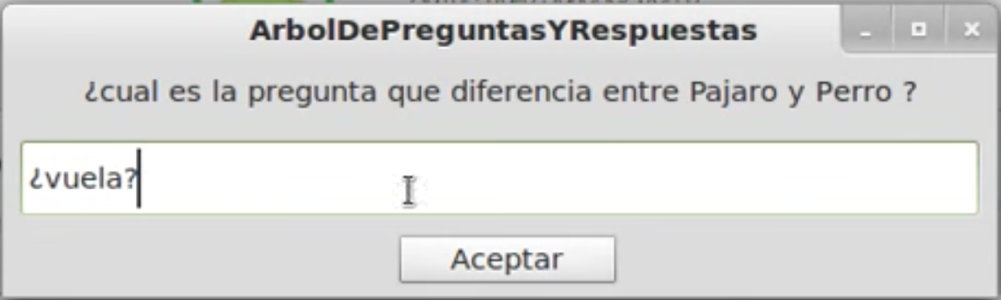 ArbolDePreguntasYRespuestas
¿cual es la pregunta que diferencia entre Pajaro y Perro ?
¿vuela?
Aceptar